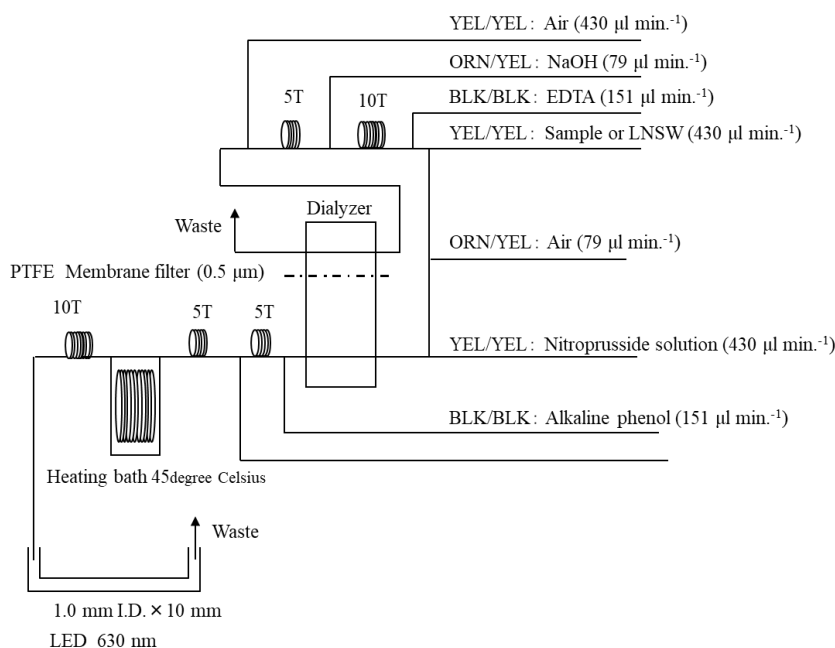 YEL/YEL: Air (430 μl min.-1)
ORN/YEL: NaOH (79 μl min.-1)
5T
10T
BLK/BLK: EDTA (151 μl min.-1)
YEL/YEL: Sample or LNSW (430 μl min.-1)
Waste
Dialyzer
ORN/YEL: Air (79 μl min.-1)
PTFE Membrane filter (0.5 μm)
10T
5T
5T
YEL/YEL: Nitroprusside solution (430 μl min.-1)
BLK/BLK: Alkaline phenol (151 μl min.-1)
Heating bath 45degree Celsius
Waste
1.0 mm I.D. × 10 mm
LED 630 nm